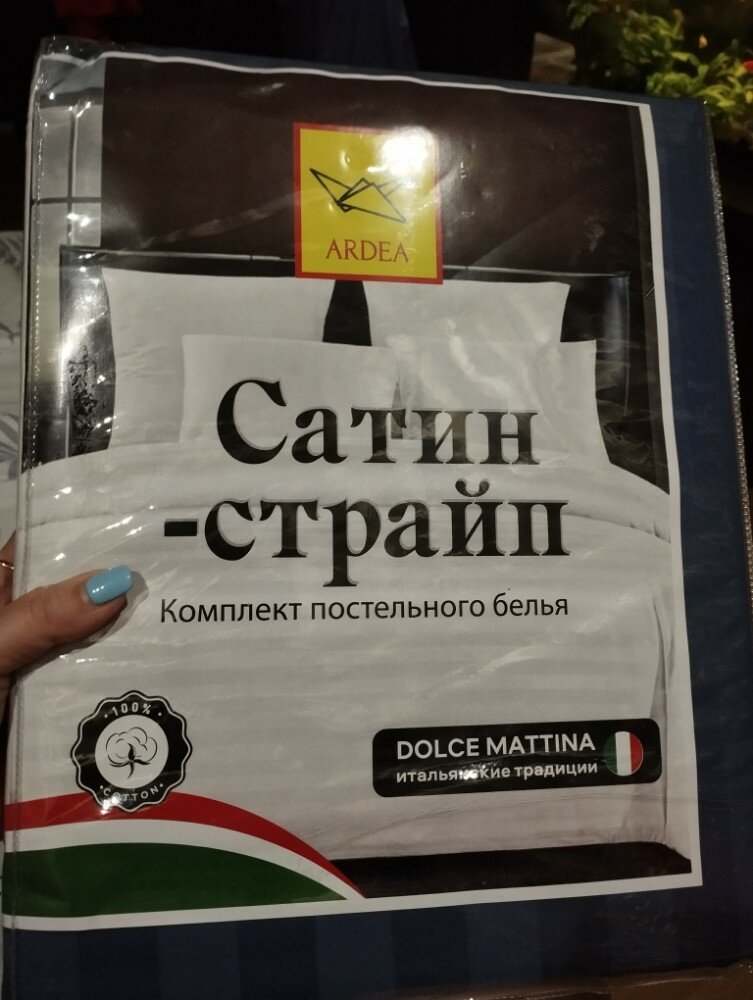 ARDEA
Сатин
-страйп
Комплект постельного белья
100%
COTTON
DOLCE MATTINA
итальянские традиции